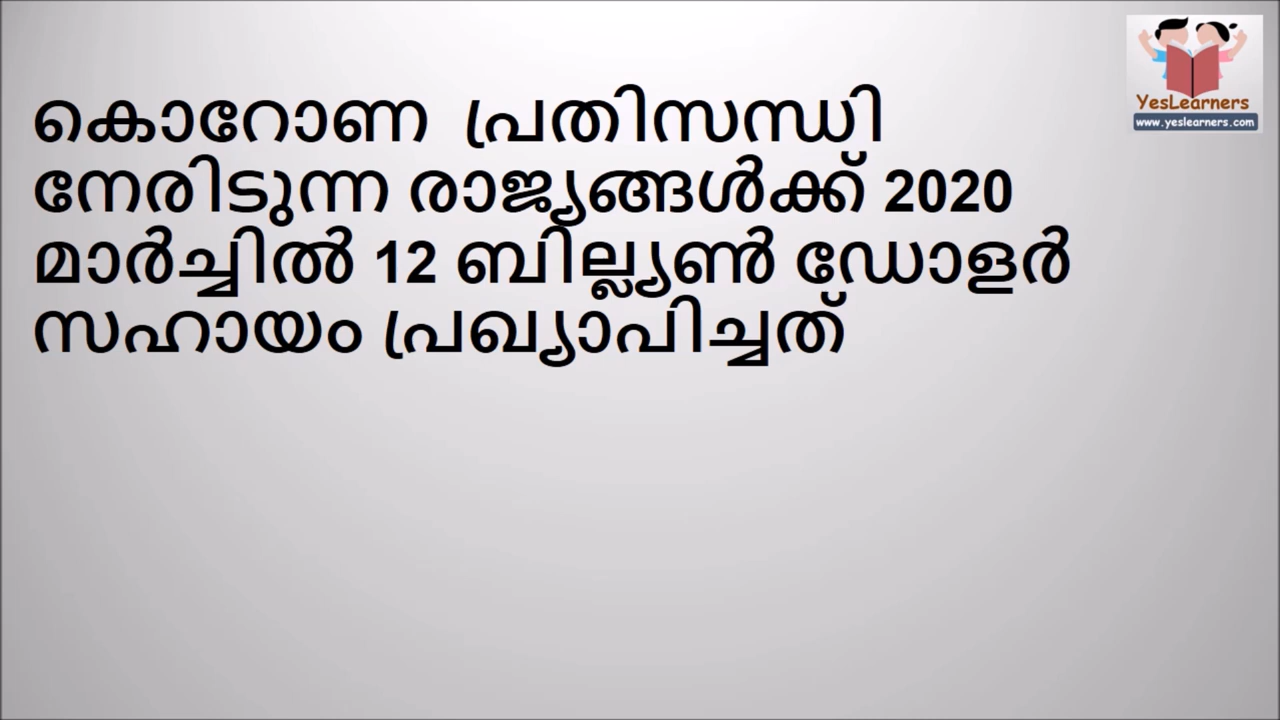 YesLearners
www.yeslearners.com
കൊറോണ പ്രതിസന്ധി
നേരിടുന്ന രാജ്യങ്ങൾക്ക് 2020
മാർച്ചിൽ 12 ബില്ല്യൺ ഡോളർ
സഹായം പ്രഖ്യാപിച്ചത്